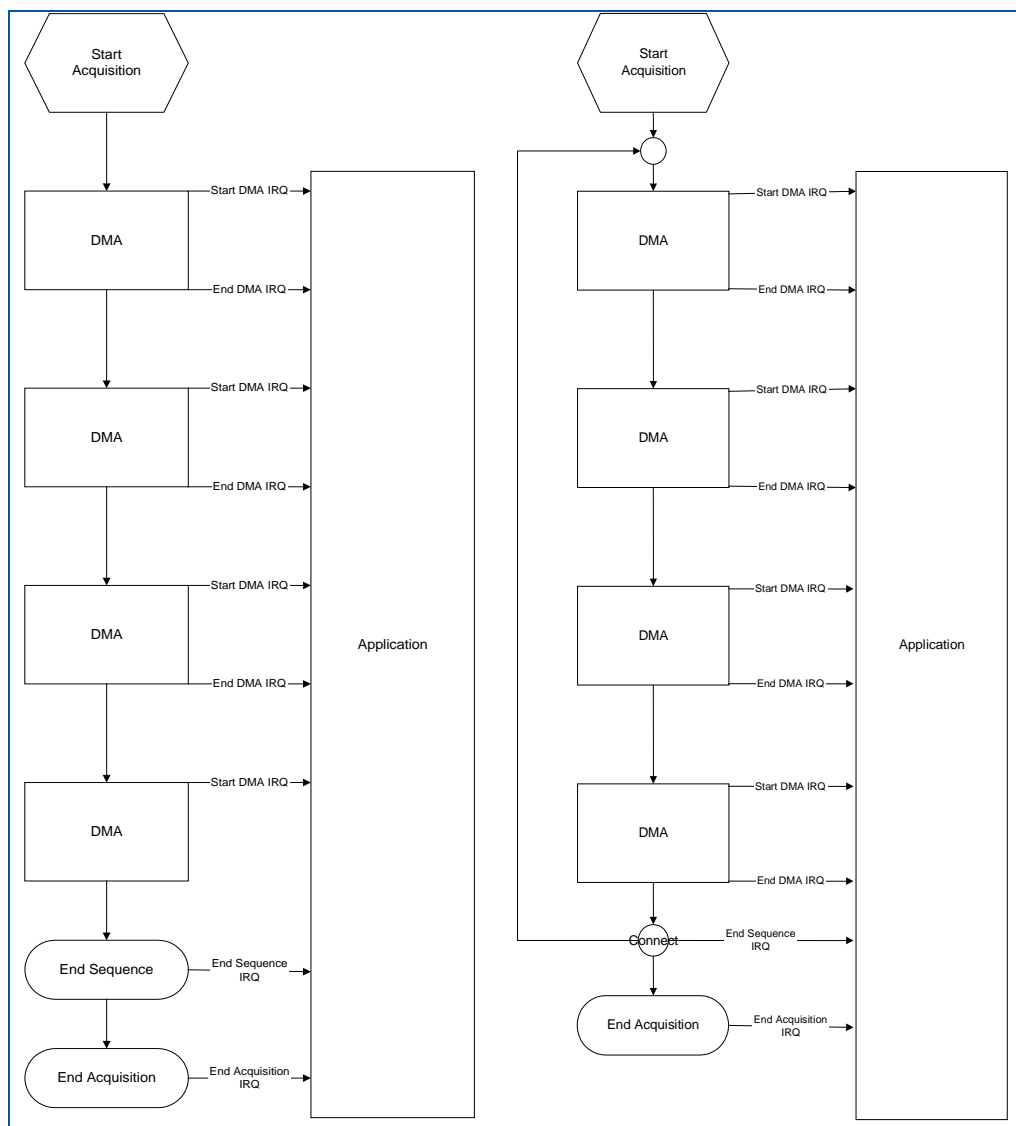 Start
Acquisition
Start DMA IRQ
DMA
End DMA IRQ
Start DMA IRQ
DMA
End DMA IRQ
Start DMA IRQ
DMA
Application
End DMA IRQ
Start DMA IRQ
DMA
End Sequence
End Sequence
IRQ
End Acquisition
End Acquisition
IRQ
Start
Acquisition
Start DMA IRQ
DMA
End DMA IRQ
Start DMA IRQ
DMA
End DMA IRQ
Start DMA IRQ
DMA
Application
End DMA IRQ
Start DMA IRQ
DMA
End DMA IRQ
Connect
End Sequence
IRQ
End Acquisition
End Acquisition
IRQ